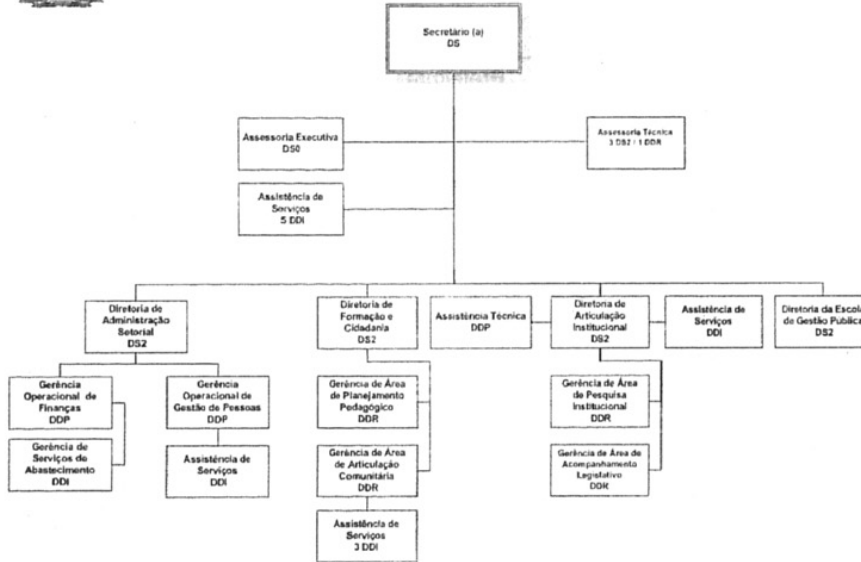 Secretário (a)
DS
Assessoria Executiva
DS0
Assessoria Técnica
3 DS2 / 1 DDR
Assistência de
Serviços
5 DDI
Diretoria de
Administração
Setorial
DS2
Diretoria de
Formação e
Cidadania
DS2
Assistência Técnica
DDP
Diretoria de
Articulação
Institucional
DS2
Assistência de
Serviços
DDI
Diretoria da Escola
de Gestão Publica
DS2
Gerência
Operacional de
Finanças
DDP
Gerência
Operacional de
Gestão de Pessoas
DDP
Gerência de Área
de Planejamento
Pedagógico
DDR
Gerência de Área
de Pesquisa
Institucional
DDR
Gerência de
Serviços de
Abastecimento
DDI
Assistência de
Serviços
DDI
Gerência de Área
de Articulação
Comunitária
DDR
Gerência de Área de
Acompanhamento
Legislativo
DDR
Assistência de
Serviços
3 DDI